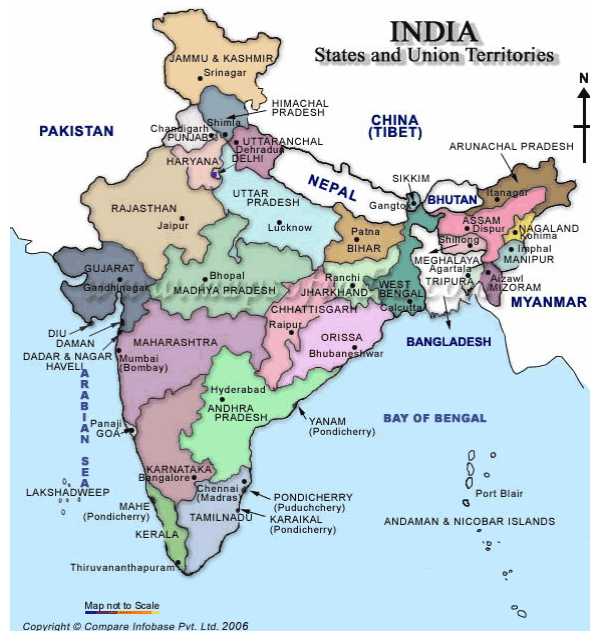 INDIA
States and Union Territories
N
JAMMU & KASHMIR
Srinagar
HIMACHAL
PRADESH
Shimla
CHINA
(TIBET)
PAKISTAN
Chandigarh
PUNJAB
UTTARANCHAL
Dehradun
HARYANA
DELHI
ARUNACHAL PRADESH
Itanagar
NEPAL
SIKKIM
Gangtok
BHUTAN
RAJASTHAN
Jaipur
UTTAR
PRADESH
Lucknow
Patna
BIHAR
ASSAM
Dispur
NAGALAND
Kohima
Shillong
MEGHALAYA
Imphal
MANIPUR
Agartala
TRIPURA
Aizawl
MIZORAM
MYANMAR
GUJARAT
Gandhinagar
Bhopal
MADHYA PRADESH
Ranchi
JHARKHAND
WEST
BENGAL
Calcutta
CHHATTISGARH
Raipur
ORISSA
Bhubaneshwar
BANGLADESH
DIU
DAMAN
DADAR & NAGAR
HAVELI
MAHARASHTRA
Mumbai
(Bombay)
ARABIAN SEA
Hyderabad
ANDHRA
PRADESH
YANAM
(Pondicherry)
BAY OF BENGAL
Panaji
GOA
KARNATAKA
Bangalore
Chennai
(Madras)
PONDICHERRY
(Puduchery)
KARAIKAL
(Pondicherry)
TAMILNADU
LAKSHADWEEP
MAHE
(Pondicherry)
KERALA
Thiruvananthapuram
Port Blair
ANDAMAN & NICOBAR ISLANDS
Map not to Scale
Copyright © Compare Infobase Pvt. Ltd. 2006